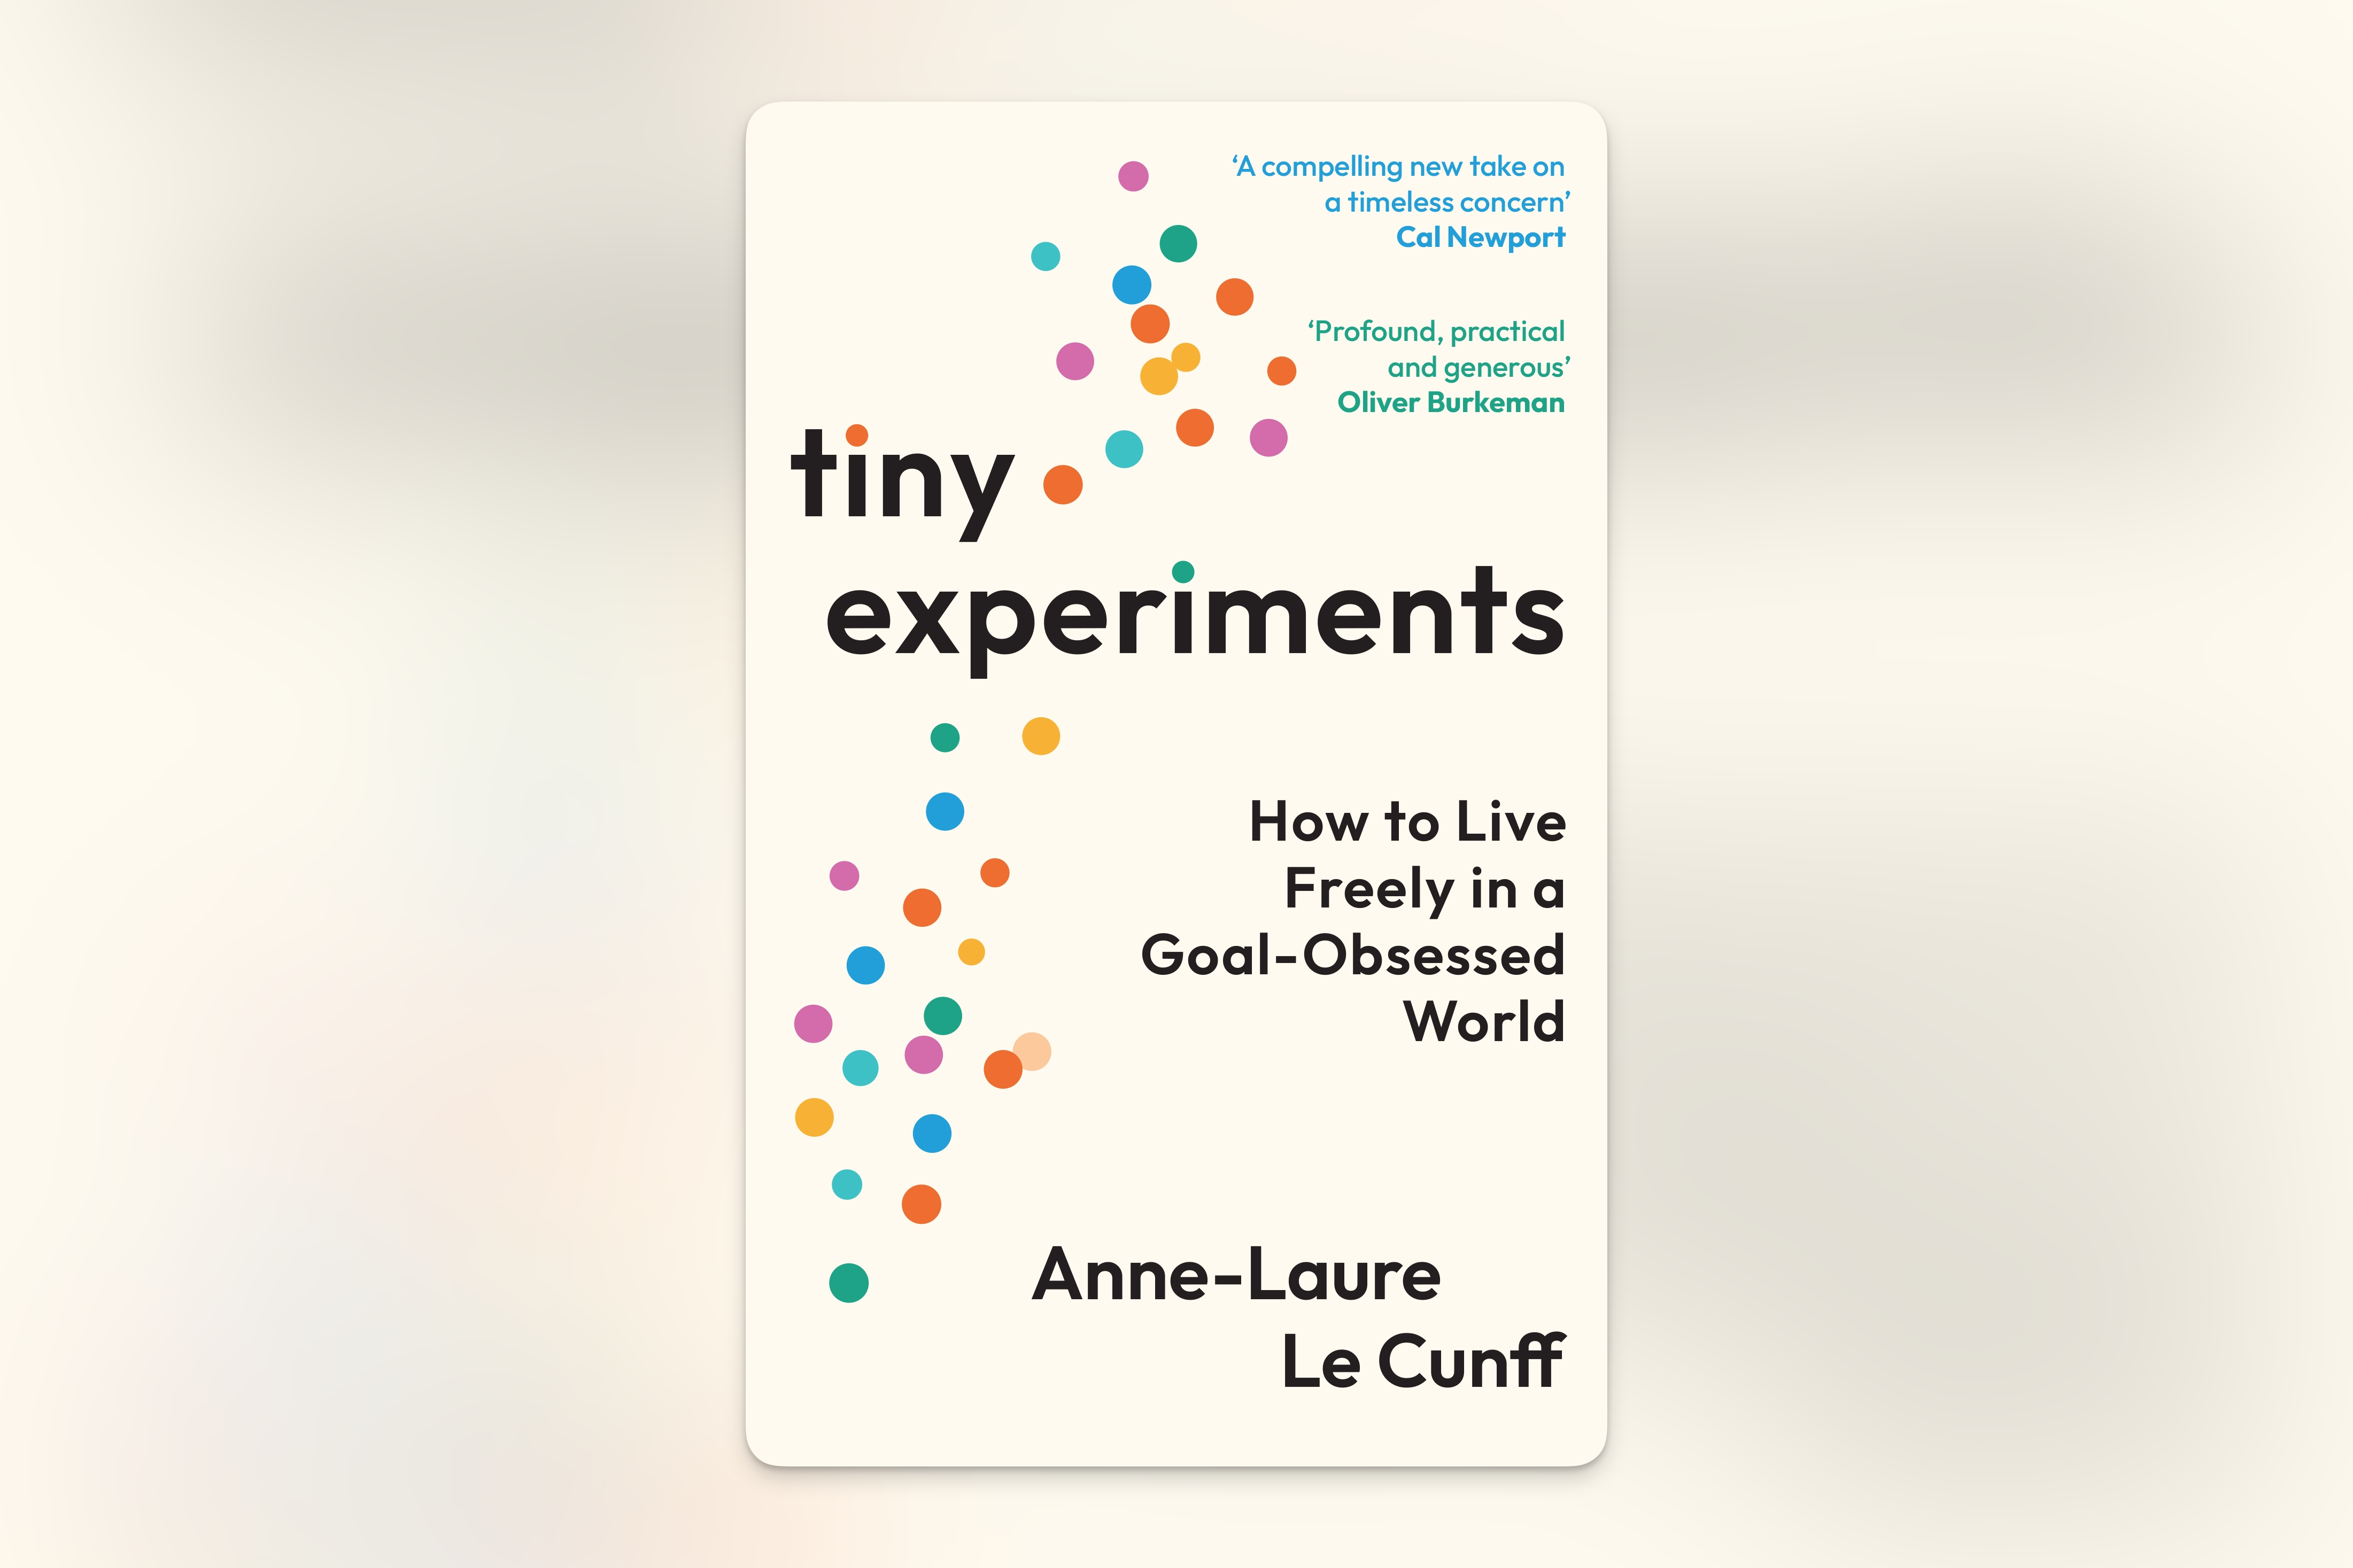 ‘A compelling new take on
a timeless concern’
Cal Newport
‘Profound, practical
and generous’
Oliver Burkeman
tiny
experiments
How to Live
Freely in a
Goal-Obsessed
World
Anne-Laure
Le Cunff